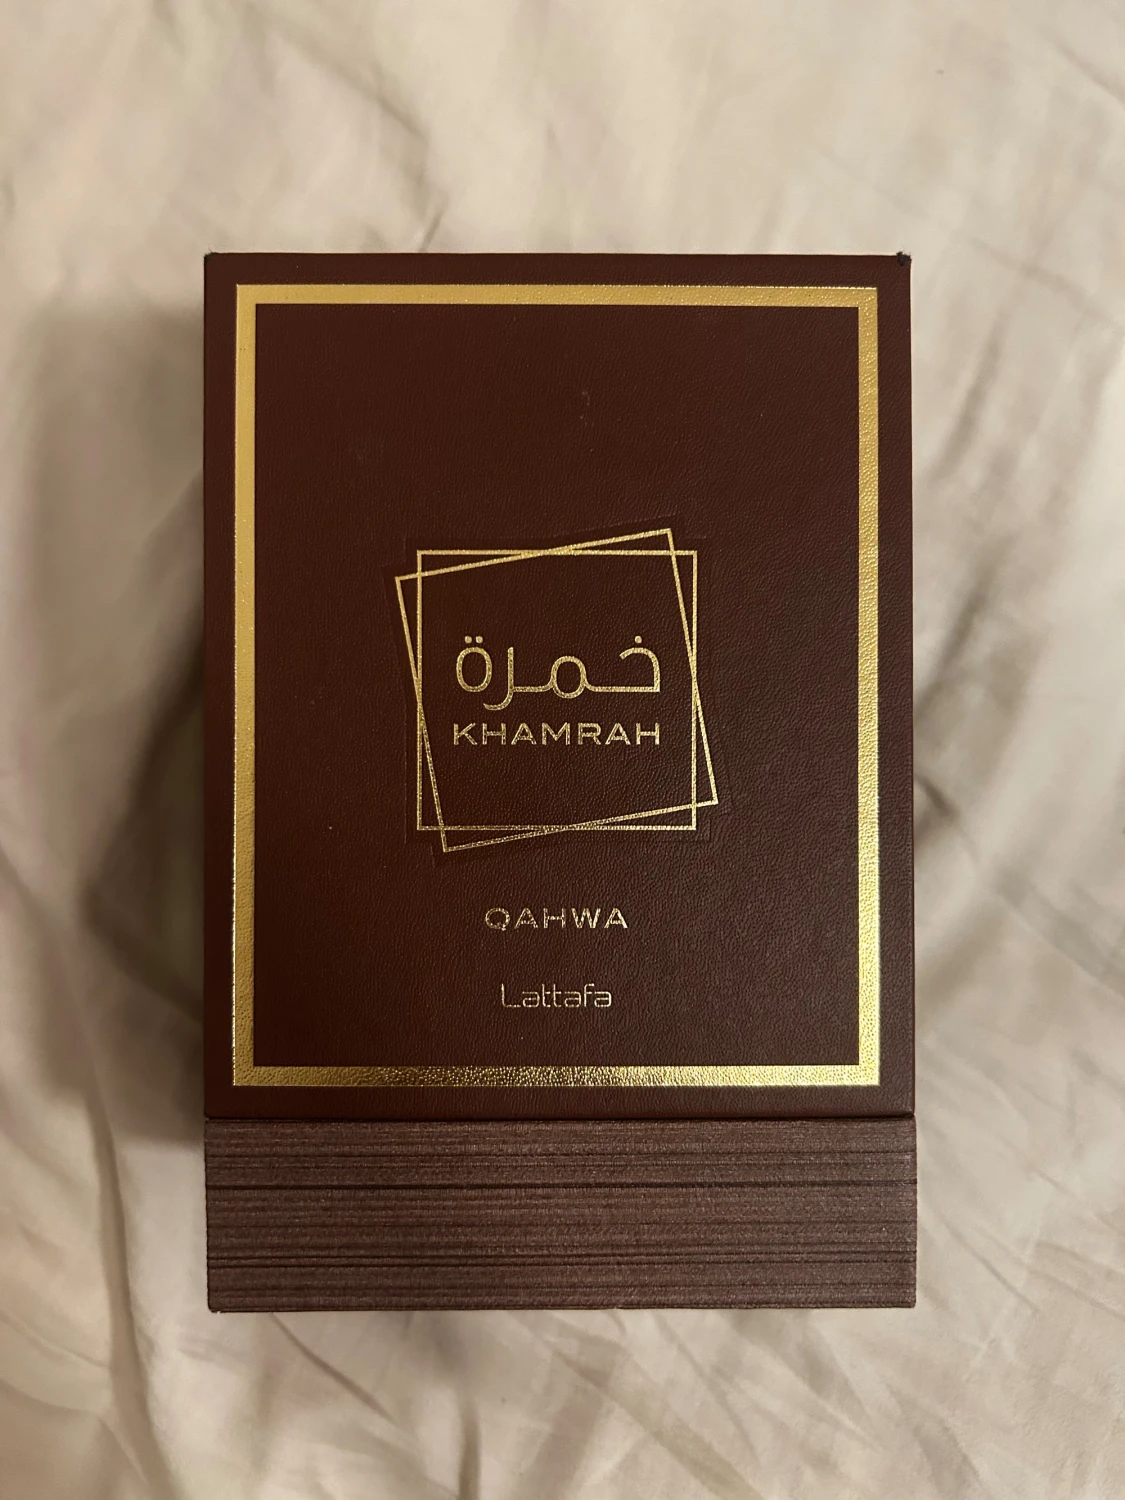 خمرة
KHAMRAH
QAHWA
Lattafa